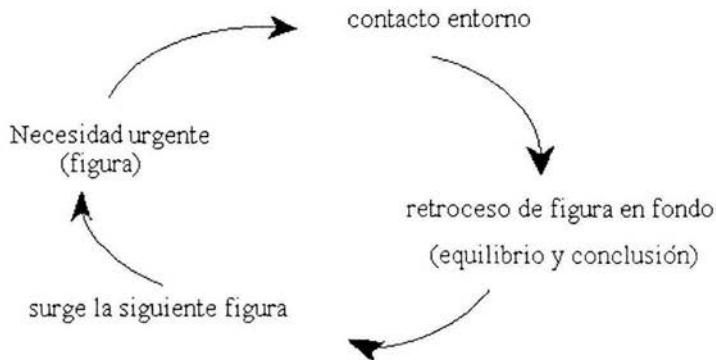 contacto entorno
Necesidad urgente
(figura)
retroceso de figura en fondo
(equilibrio y conclusión)
surge la siguiente figura